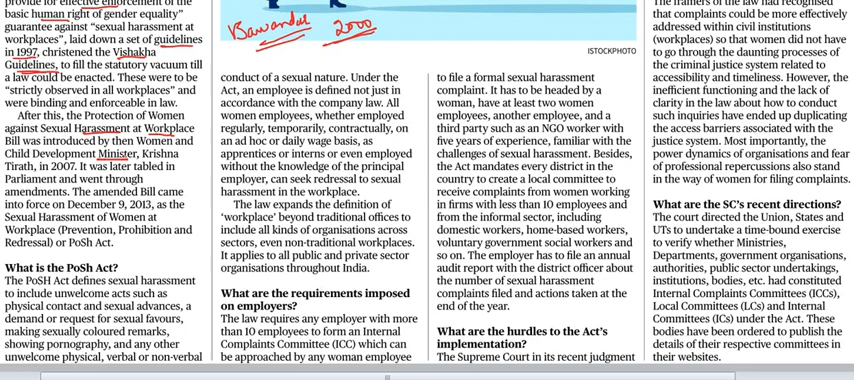 provide for effective enforcement of the
basic human right of gender equality”
guarantee against “sexual harassment at
workplaces”, laid down a set of guidelines
in 1997, christened the Vishakha
Guidelines, to fill the statutory vacuum till
a law could be enacted. These were to be
“strictly observed in all workplaces” and
were binding and enforceable in law.
After this, the Protection of Women
against Sexual Harassment at Workplace
Bill was introduced by then Women and
Child Development Minister, Krishna
Tirath, in 2007. It was later tabled in
Parliament and went through
amendments. The amended Bill came
into force on December 9, 2013, as the
Sexual Harassment of Women at
Workplace (Prevention, Prohibition and
Redressal) or PoSh Act.
What is the PoSh Act?
The POSH Act defines sexual harassment
to include unwelcome acts such as
physical contact and sexual advances, a
demand or request for sexual favours,
making sexually coloured remarks,
showing pornography, and any other
unwelcome physical, verbal or non-verbal
Bawandar 2000
ISTOCKPHOTO
conduct of a sexual nature. Under the
Act, an employee is defined not just in
accordance with the company law. All
women employees, whether employed
regularly, temporarily, contractually, on
an ad hoc or daily wage basis, as
apprentices or interns or even employed
without the knowledge of the principal
employer, can seek redressal to sexual
harassment in the workplace.
The law expands the definition of
‘workplace’ beyond traditional offices to
include all kinds of organisations across
sectors, even non-traditional workplaces.
It applies to all public and private sector
organisations throughout India.
What are the requirements imposed
on employers?
The law requires any employer with more
than 10 employees to form an Internal
Complaints Committee (ICC) which can
be approached by any woman employee
to file a formal sexual harassment
complaint. It has to be headed by a
woman, have at least two women
employees, another employee, and a
third party such as an NGO worker with
five years of experience, familiar with the
challenges of sexual harassment. Besides,
the Act mandates every district in the
country to create a local committee to
receive complaints from women working
in firms with less than 10 employees and
from the informal sector, including
domestic workers, home-based workers,
voluntary government social workers and
so on. The employer has to file an annual
audit report with the district officer about
the number of sexual harassment
complaints filed and actions taken at the
end of the year.
What are the hurdles to the Act’s
implementation?
The Supreme Court in its recent judgment
The framers of the law had recognised
that complaints could be more effectively
addressed within civil institutions
(workplaces) so that women did not have
to go through the daunting processes of
the criminal justice system related to
accessibility and timeliness. However, the
inefficient functioning and the lack of
clarity in the law about how to conduct
such inquiries have ended up duplicating
the access barriers associated with the
justice system. Most importantly, the
power dynamics of organisations and fear
of professional repercussions also stand
in the way of women for filing complaints.
What are the SC’s recent directions?
The court directed the Union, States and
UTs to undertake a time-bound exercise
to verify whether Ministries,
Departments, government organisations,
authorities, public sector undertakings,
institutions, bodies, etc. had constituted
Internal Complaints Committees (ICCs),
Local Committees (LCs) and Internal
Committees (ICs) under the Act. These
bodies have been ordered to publish the
details of their respective committees in
their websites.